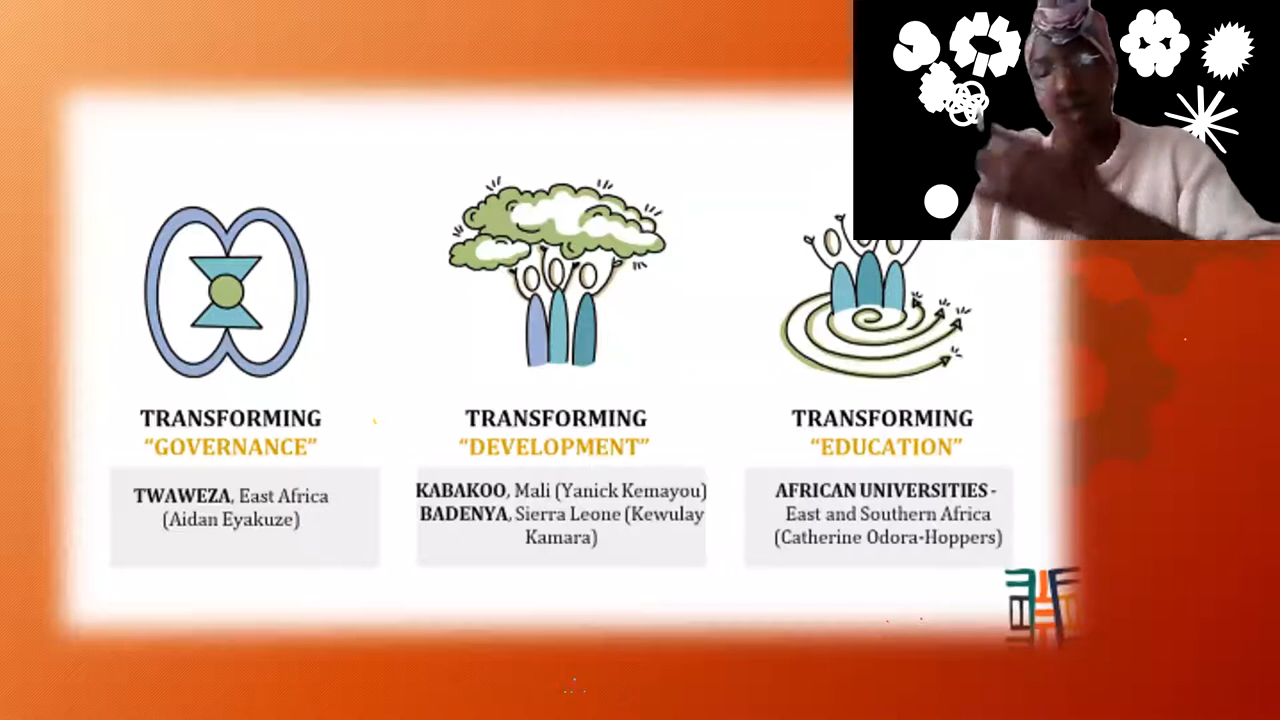 TRANSFORMING
“GOVERNANCE”
TWAWEZA, East Africa
(Aidan Eyakuze)
TRANSFORMING
“DEVELOPMENT”
KABAKOO, Mali (Yanick Kemayou)
BADENYA, Sierra Leone (Kewulay
Kamara)
TRANSFORMING
“EDUCATION”
AFRICAN UNIVERSITIES -
East and Southern Africa
(Catherine Odora-Hoppers)